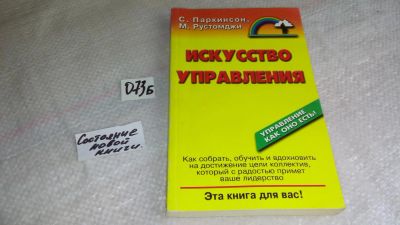 С. Паркинсон,
М. Рустомджи
ИСКУССТВО
УПРАВЛЕНИЯ
УПРАВЛЕНИЕ
КАК ОНО ЕСТЬ!
Как собрать, обучить и вдохновить
на достижение цели коллектив,
который с радостью примет
ваше лидерство
Эта книга для вас!
D73Б
Состояние
новой
книги.